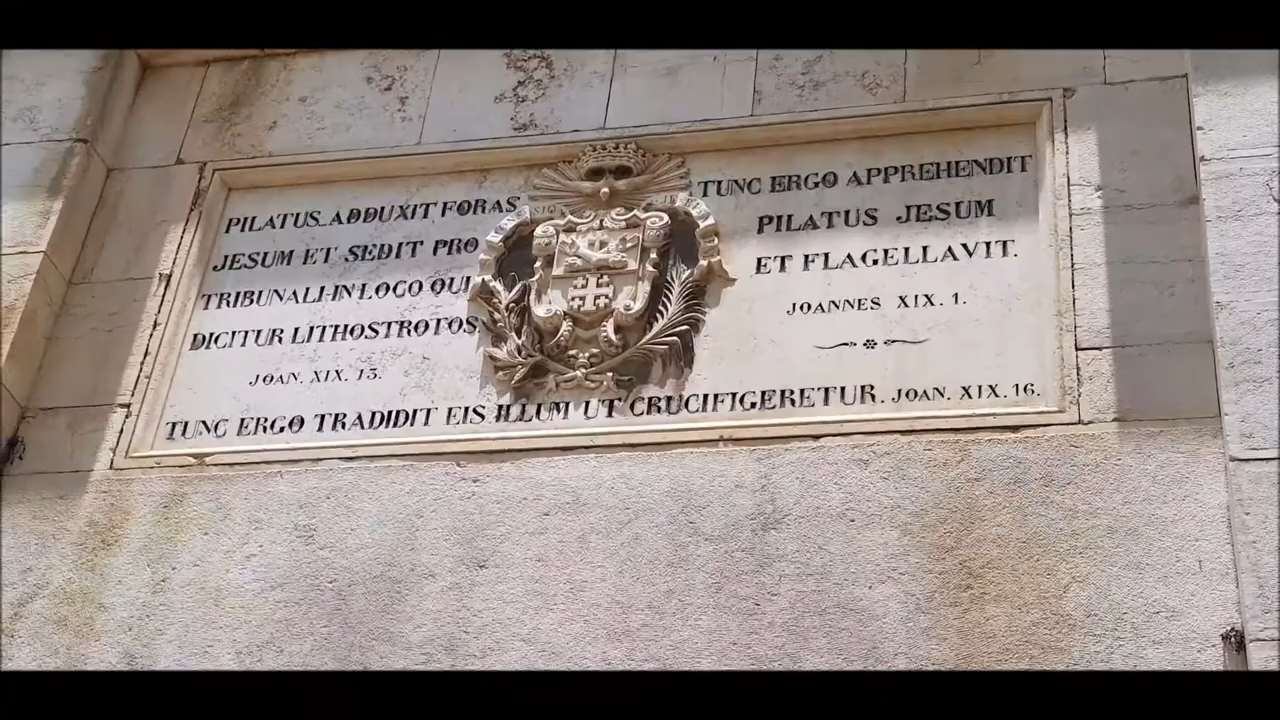 PILATUS ADDUXIT FORAS
JESUM ET SEDIT PRO
TRIBUNALI IN LOCO QUI
DICITUR LITHOSTROTOS
JOAN. XIX. 13.
TUNC ERGO APPREHENDIT
PILATUS JESUM
ET FLAGELLAVIT.
JOANNES XIX. 1.
TUNC ERGO TRADIDIT EIS ILLUM UT CRUCIFIGERETUR. JOAN. XIX. 16.